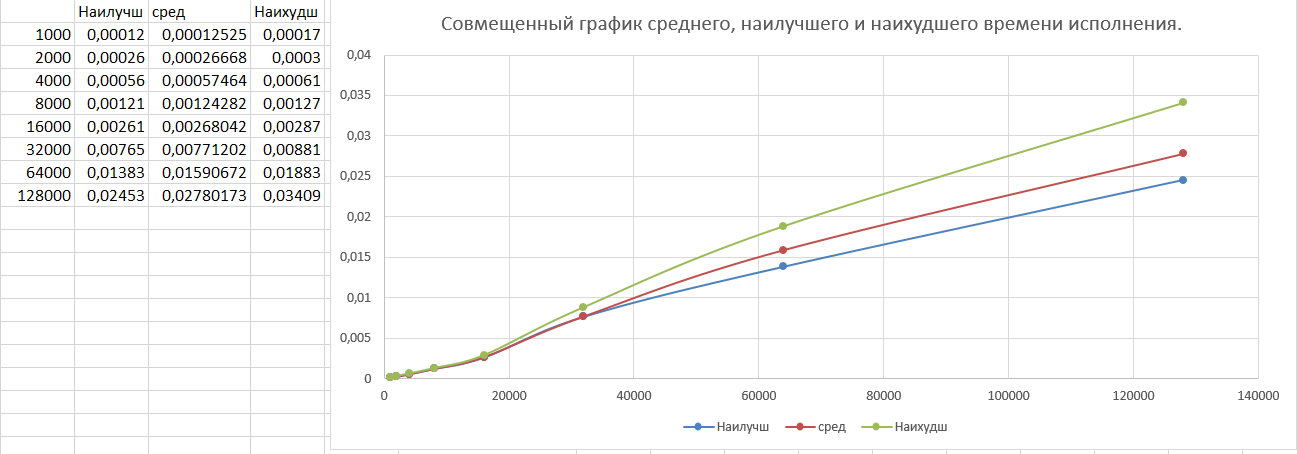 Наилучш сред Наихудш
1000 0,00012 0,00012525 0,00017
2000 0,00026 0,00026668 0,0003
4000 0,00056 0,00057464 0,00061
8000 0,00121 0,00124282 0,00127
16000 0,00261 0,00268042 0,00287
32000 0,00765 0,00771202 0,00881
64000 0,01383 0,01590672 0,01883
128000 0,02453 0,02780173 0,03409
Совмещенный график среднего, наилучшего и наихудшего времени исполнения.
0,04
0,035
0,03
0,025
0,02
0,015
0,01
0,005
0
0 20000 40000 60000 80000 100000 120000 140000
Наилучш сред Наихудш